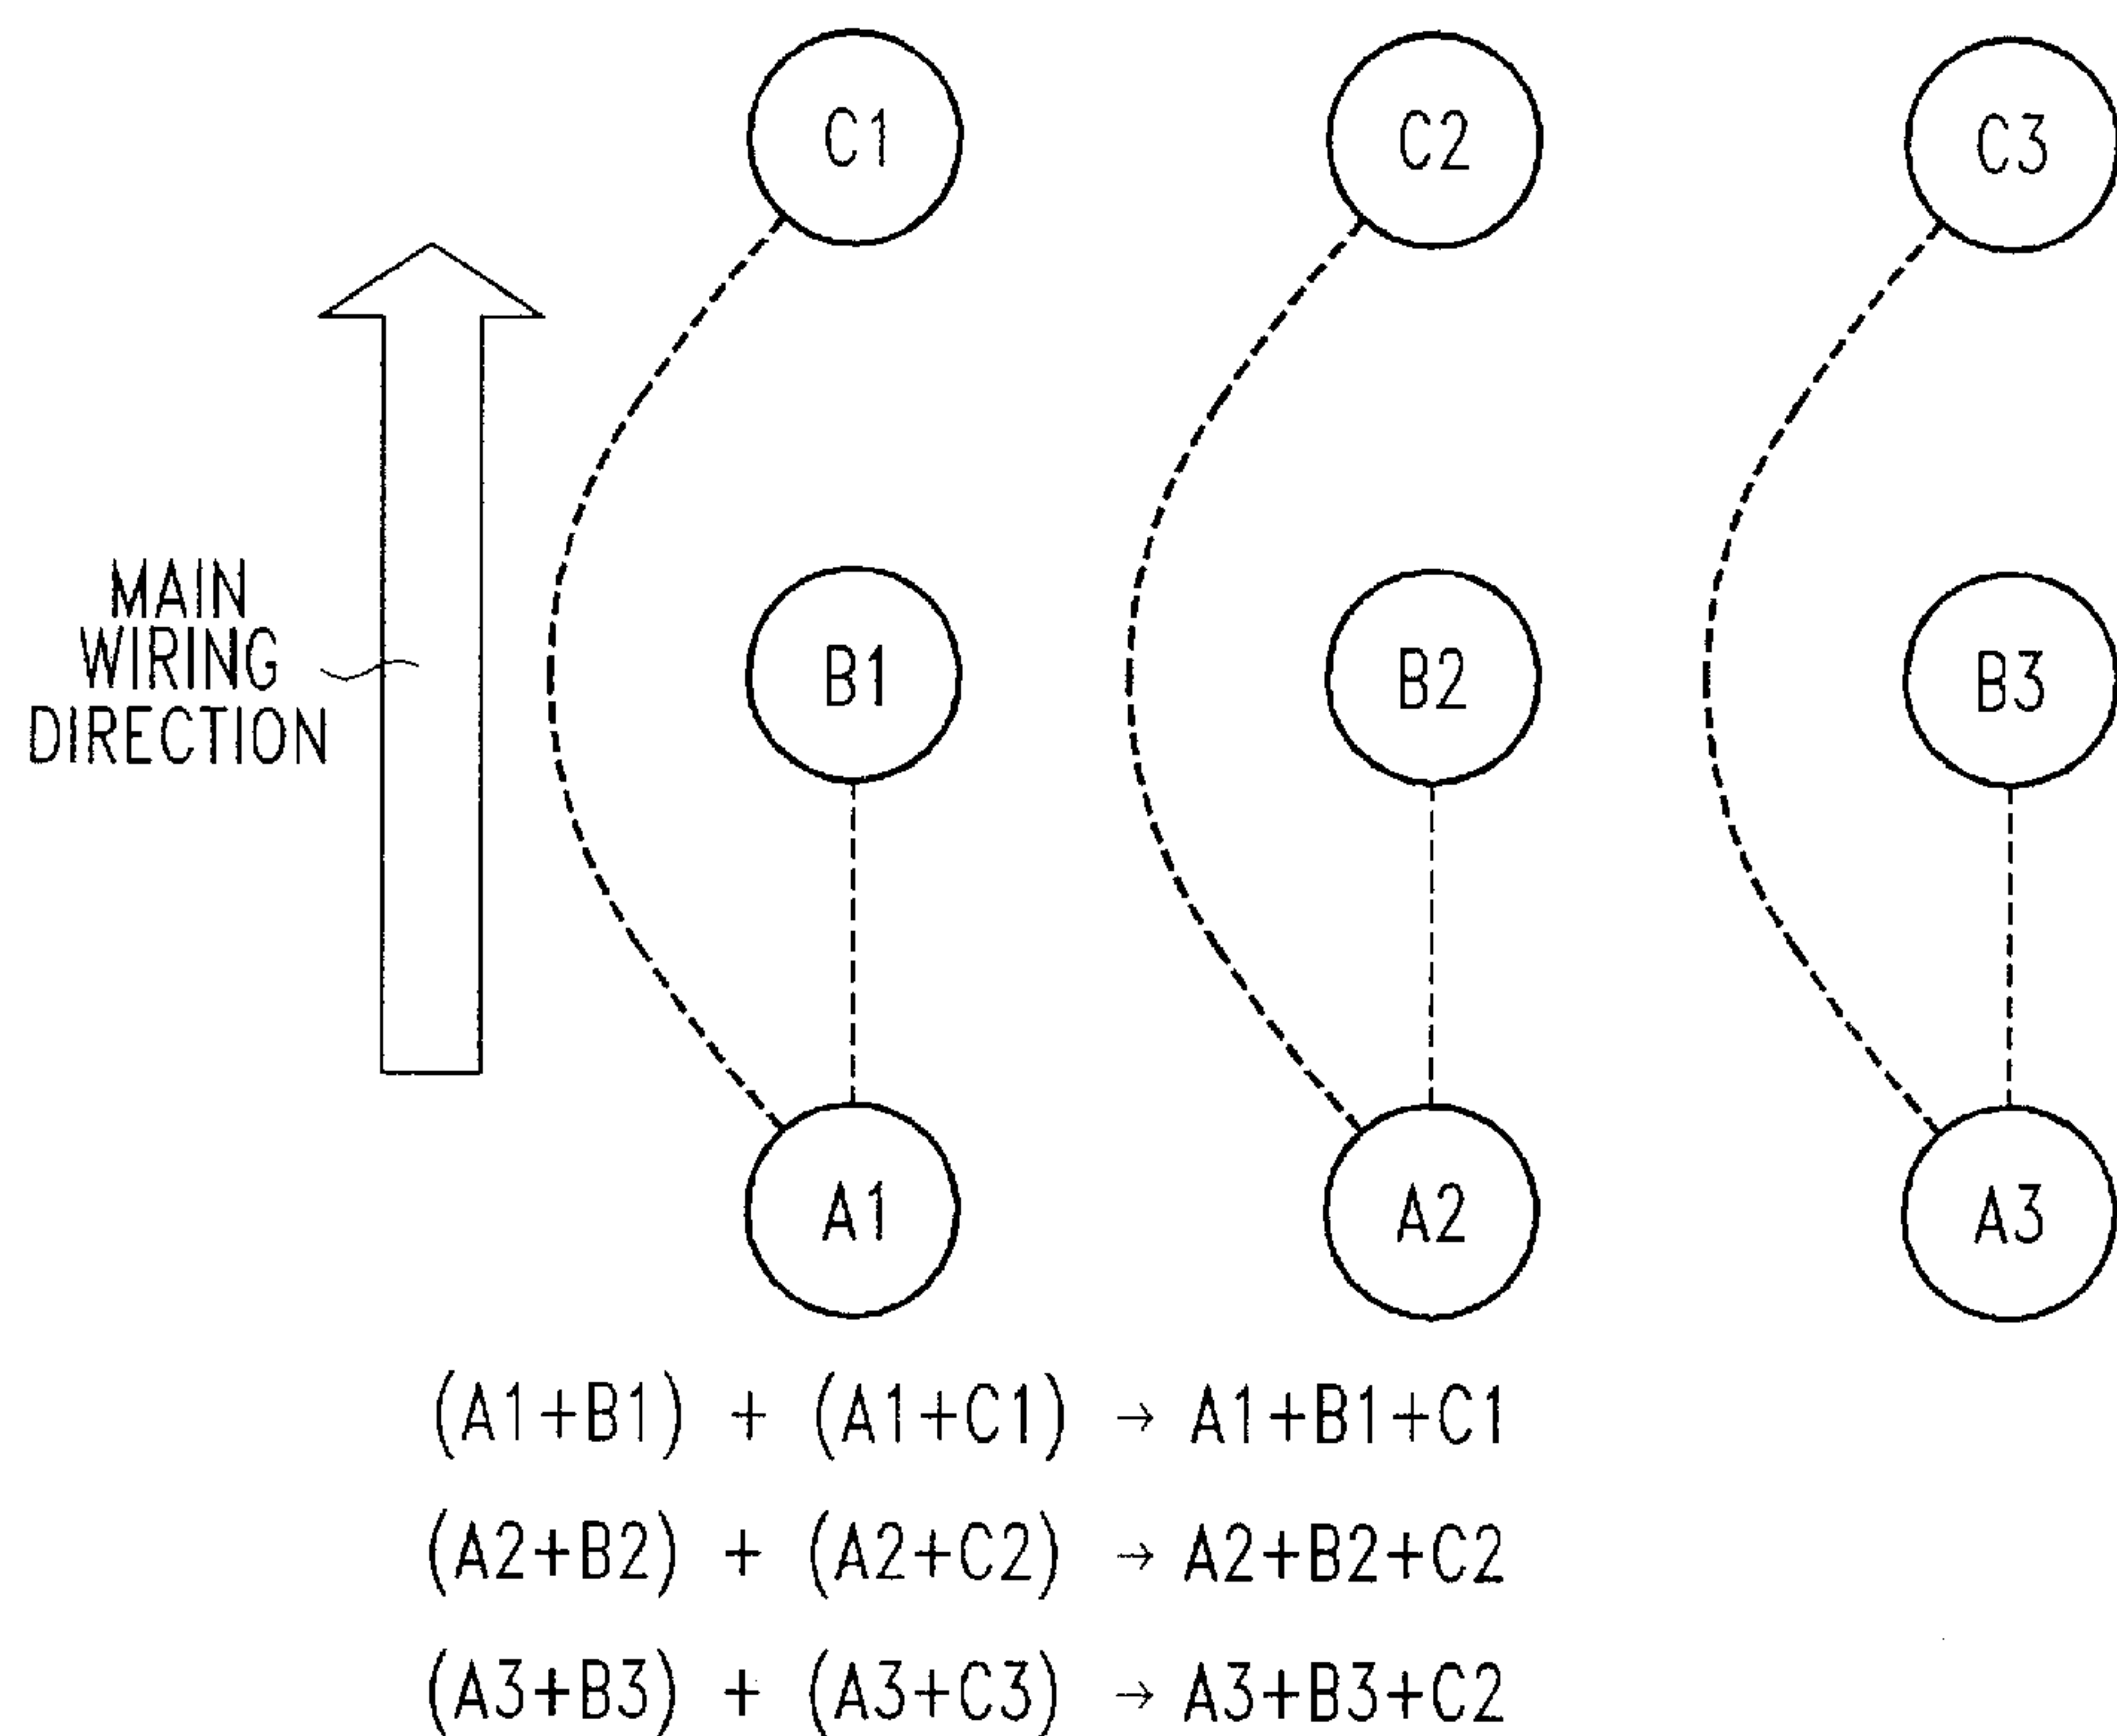 C1 C2 C3
MAIN
WIRING
DIRECTION
B1 B2 B3
A1 A2 A3
(A1+B1) + (A1+C1) → A1+B1+C1
(A2+B2) + (A2+C2) → A2+B2+C2
(A3+B3) + (A3+C3) → A3+B3+C2